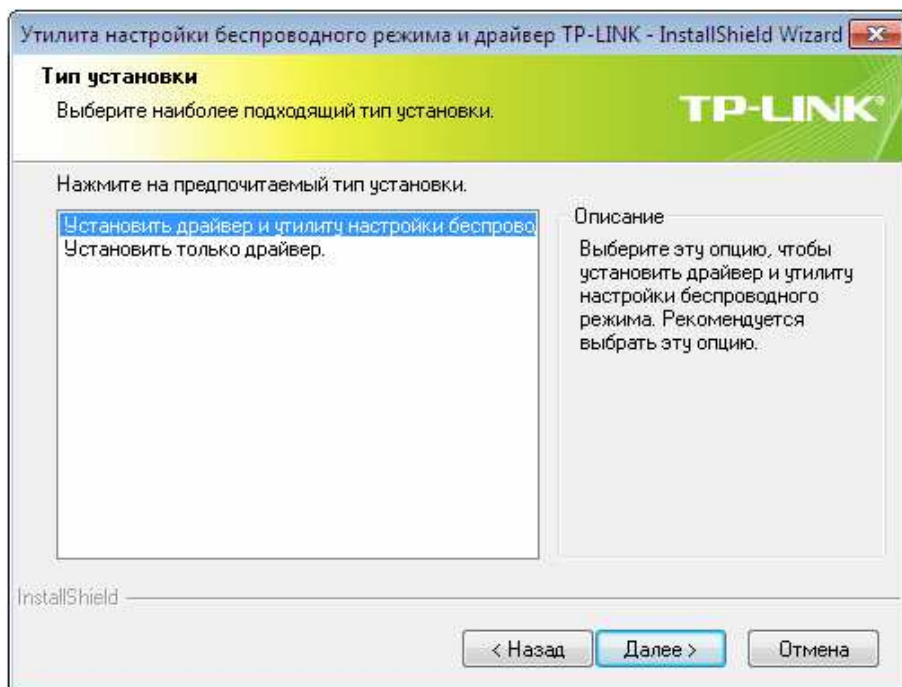 Утилита настройки беспроводного режима и драйвер TP-LINK - InstallShield Wizard
Тип установки
Выберите наиболее подходящий тип установки.
TP-LINK®
Нажмите на предпочитаемый тип установки.
Установить драйвер и утилиту настройки беспрово
Установить только драйвер.
Описание
Выберите эту опцию, чтобы
установить драйвер и утилиту
настройки беспроводного
режима. Рекомендуется
выбрать эту опцию.
InstallShield
< Назад
Далее >
Отмена